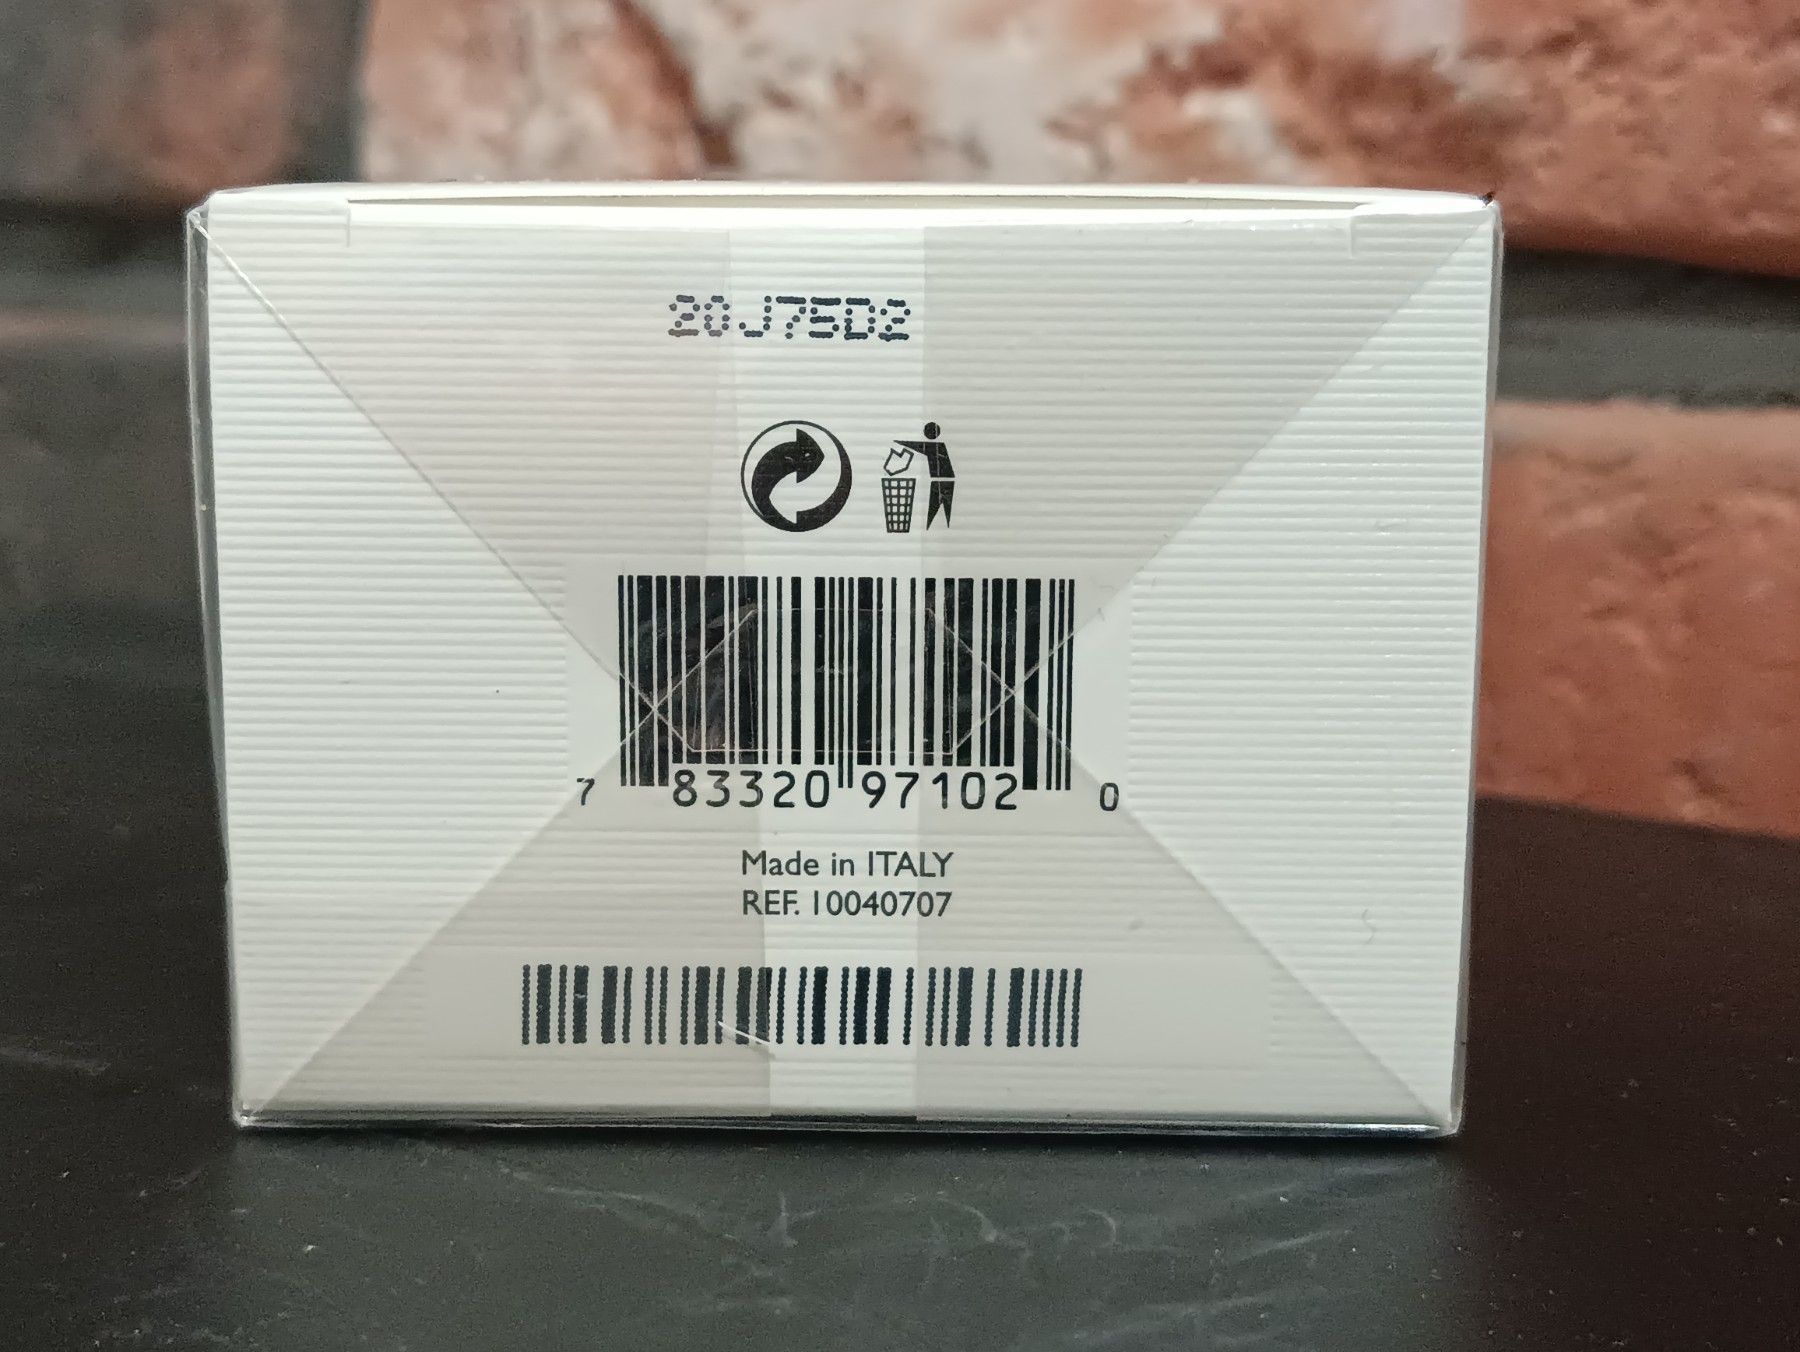 20J75D2
7 83320 97102 0
Made in ITALY
REF. 10040707